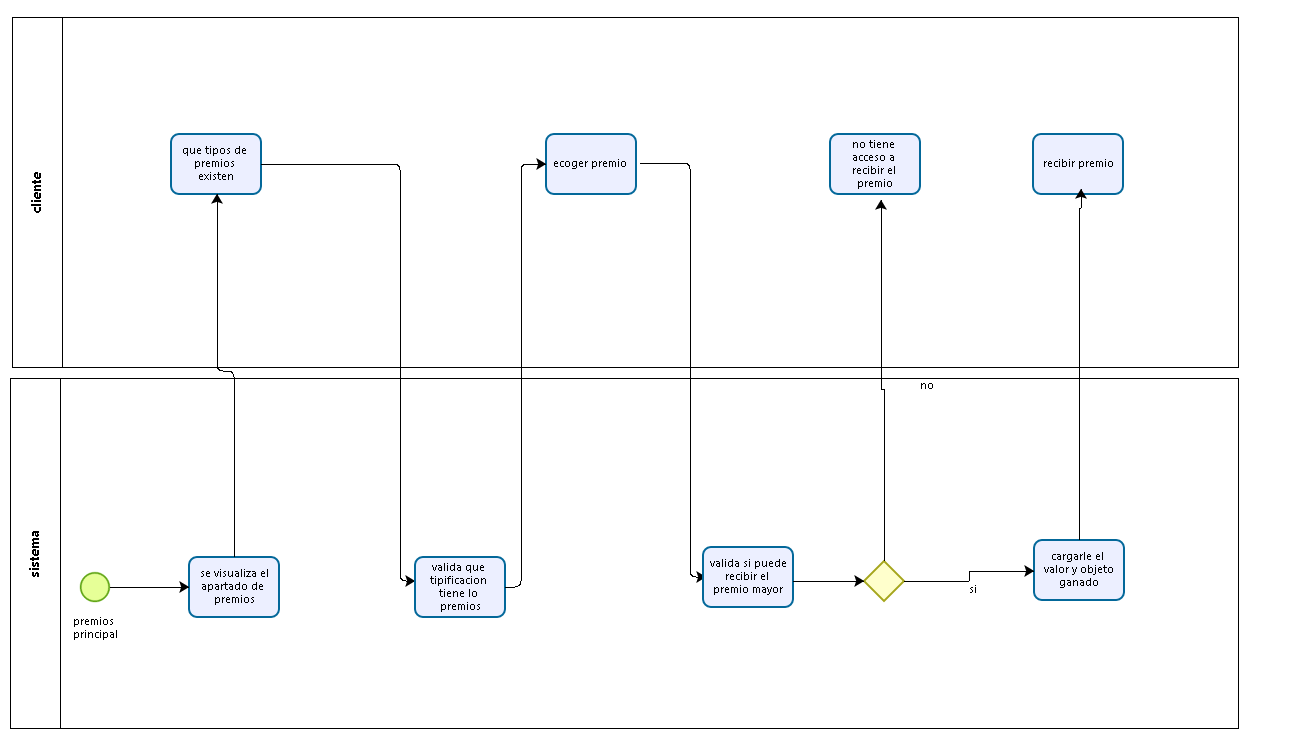 cliente
que tipos de
premios
existen
ecoger premio
no tiene
acceso a
recibir el
premio
recibir premio
sistema
premios
principal
se visualiza el
apartado de
premios
valida que
tipificacion
tiene lo
premios
valida si puede
recibir el
premio mayor
no
si
cargarle el
valor y objeto
ganado